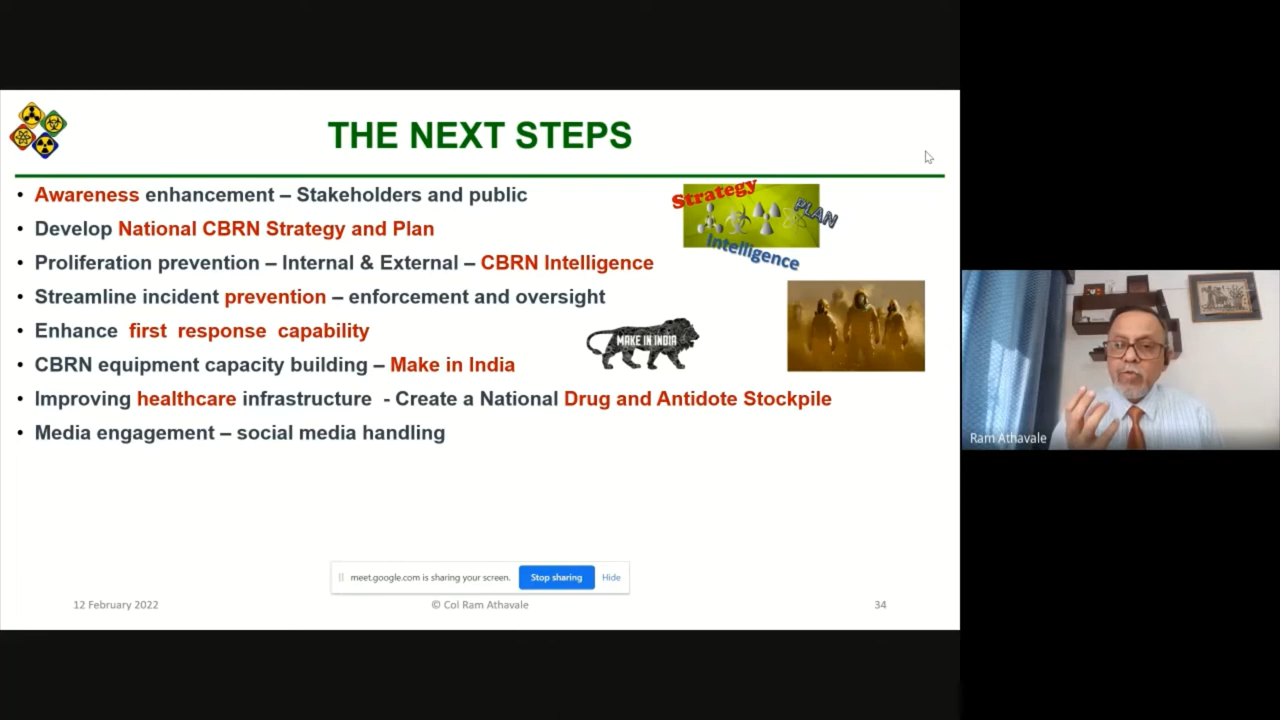 THE NEXT STEPS
• Awareness enhancement – Stakeholders and public
• Develop National CBRN Strategy and Plan
• Proliferation prevention – Internal & External – CBRN Intelligence
• Streamline incident prevention – enforcement and oversight
• Enhance first response capability
• CBRN equipment capacity building – Make in India
• Improving healthcare infrastructure - Create a National Drug and Antidote Stockpile
• Media engagement – social media handling
Strategy
PLAN
Intelligence
MAKE IN INDIA
Ram Athavale
meet.google.com is sharing your screen.
Stop sharing
Hide
12 February 2022
© Col Ram Athavale
34